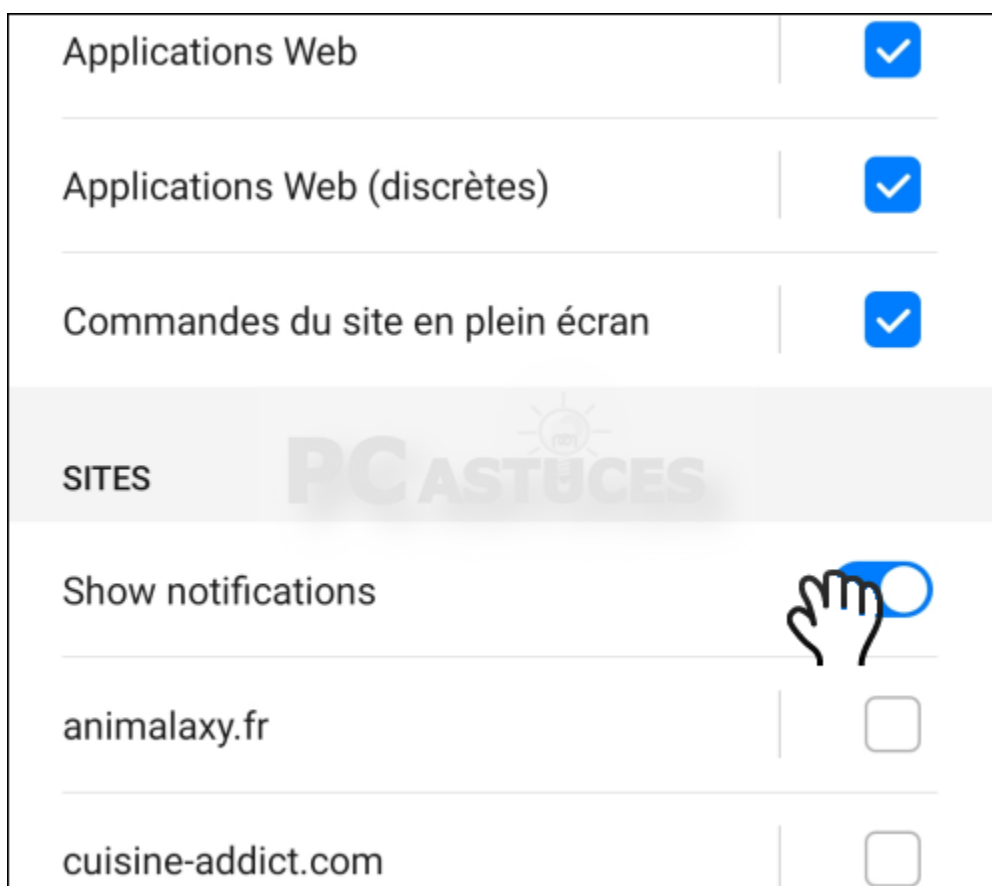 Applications Web
Applications Web (discrètes)
Commandes du site en plein écran
PC ASTUCES
SITES
Show notifications
animalaxy.fr
cuisine-addict.com